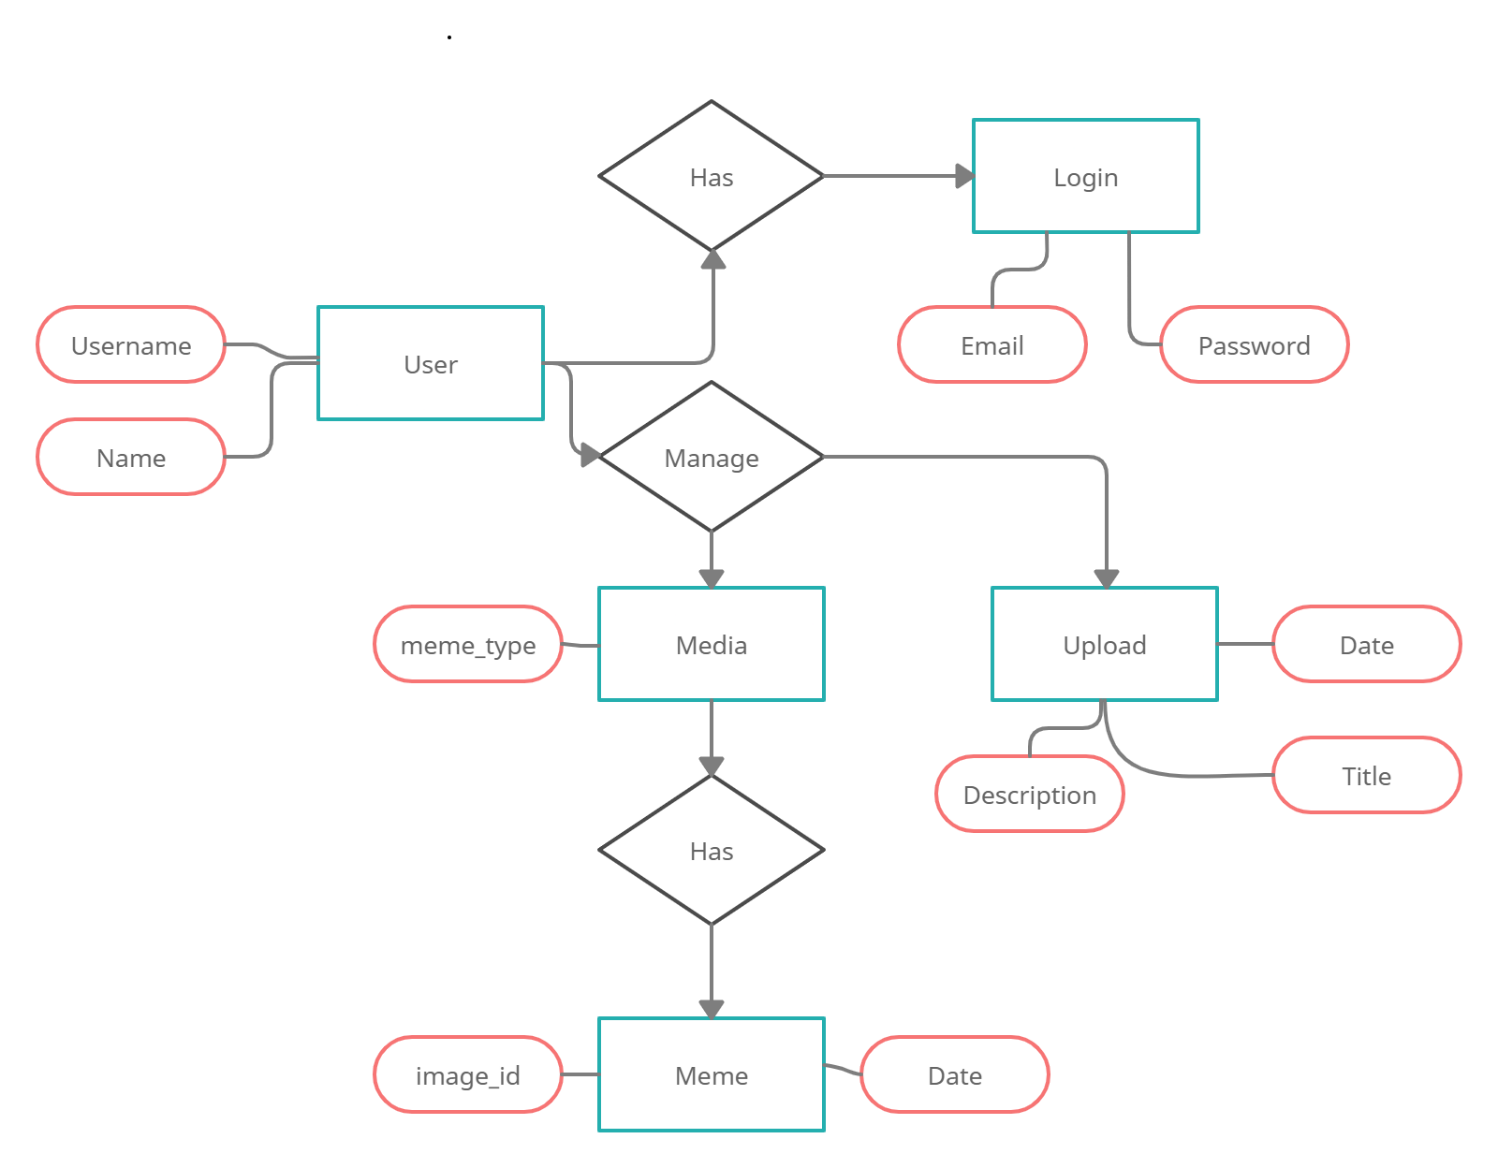 Has
Login
Username
User
Email
Password
Name
Manage
meme_type
Media
Upload
Date
Description
Title
Has
image_id
Meme
Date